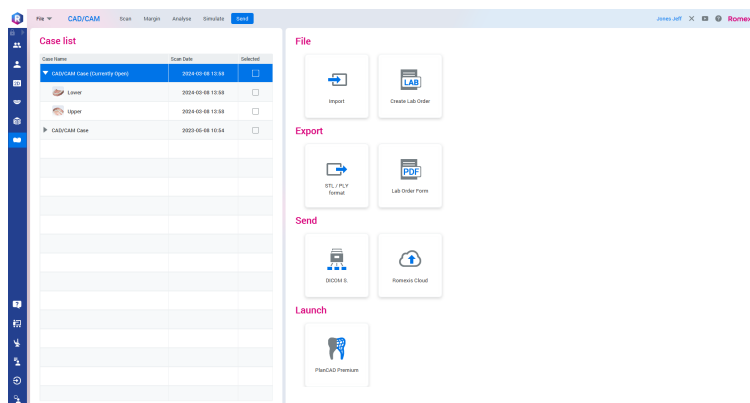 R File CAD/CAM Scan Margin Analyse Simulate Send Jones Jeff Romex
Case list
Case Name Scan Date Selected
CAD/CAM Case (Currently Open) 2024-03-08 13:58
Lower 2024-03-08 13:58
Upper 2024-03-08 13:58
CAD/CAM Case 2023-05-08 10:54
File
Import
LAB
Create Lab Order
Export
STL / PLY
format
PDF
Lab Order Form
Send
DICOM S.
Romexis Cloud
Launch
PlanCAD Premium